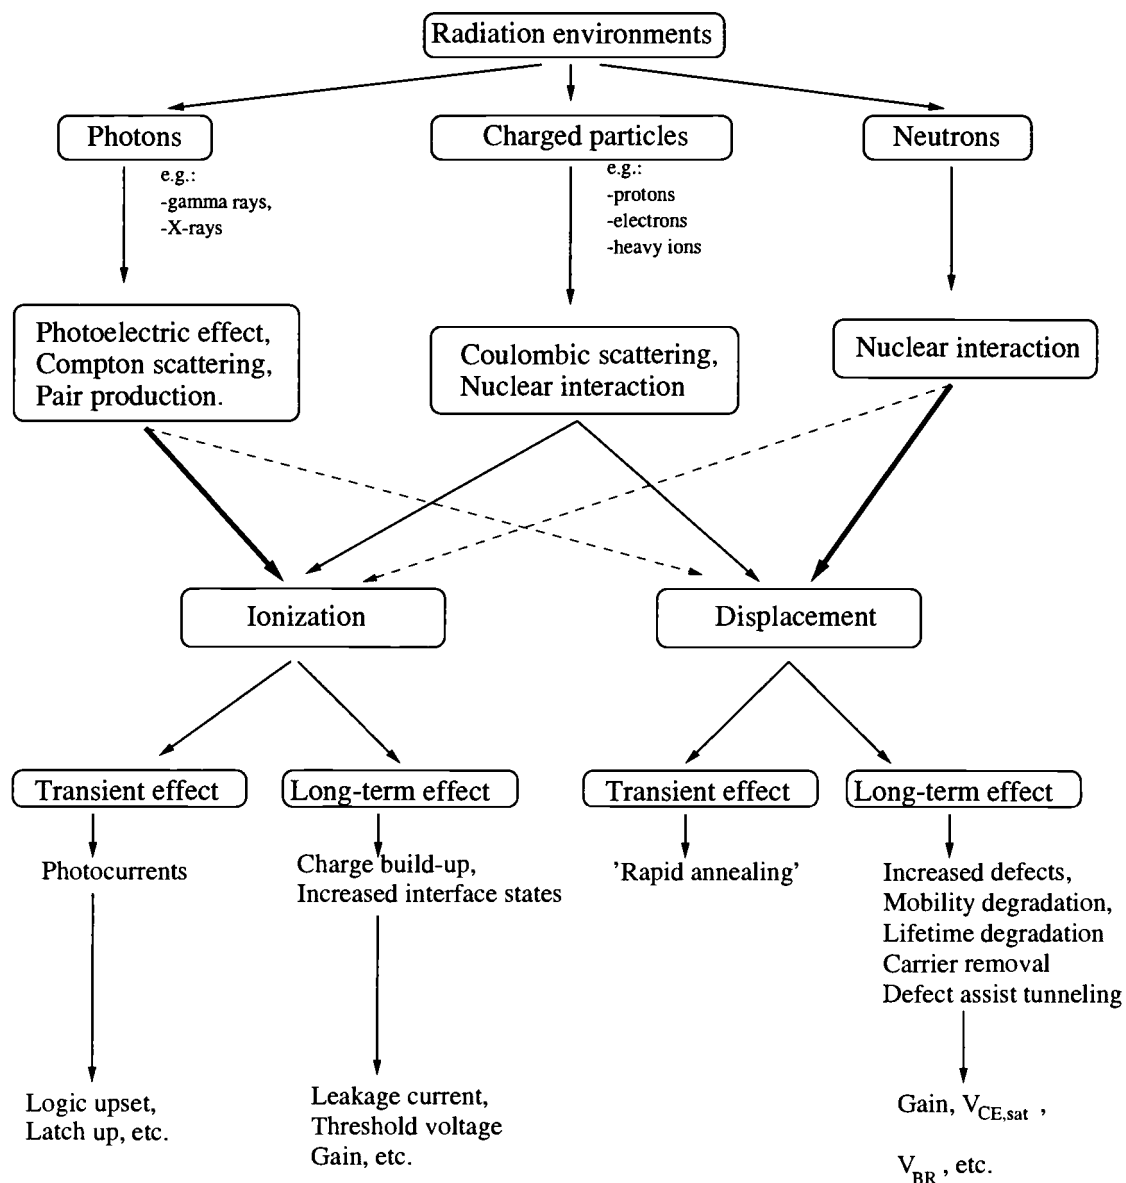 Radiation environments
Photons
Charged particles
Neutrons
e.g.:
-gamma rays,
-X-rays
e.g.:
-protons
-electrons
-heavy ions
Photoelectric effect,
Compton scattering,
Pair production.
Coulombic scattering,
Nuclear interaction
Nuclear interaction
Ionization
Displacement
Transient effect
Long-term effect
Transient effect
Long-term effect
Photocurrents
Charge build-up,
Increased interface states
'Rapid annealing'
Increased defects,
Mobility degradation,
Lifetime degradation
Carrier removal
Defect assist tunneling
Logic upset,
Latch up, etc.
Leakage current,
Threshold voltage
Gain, etc.
Gain, V_CE,sat ,
V_BR , etc.